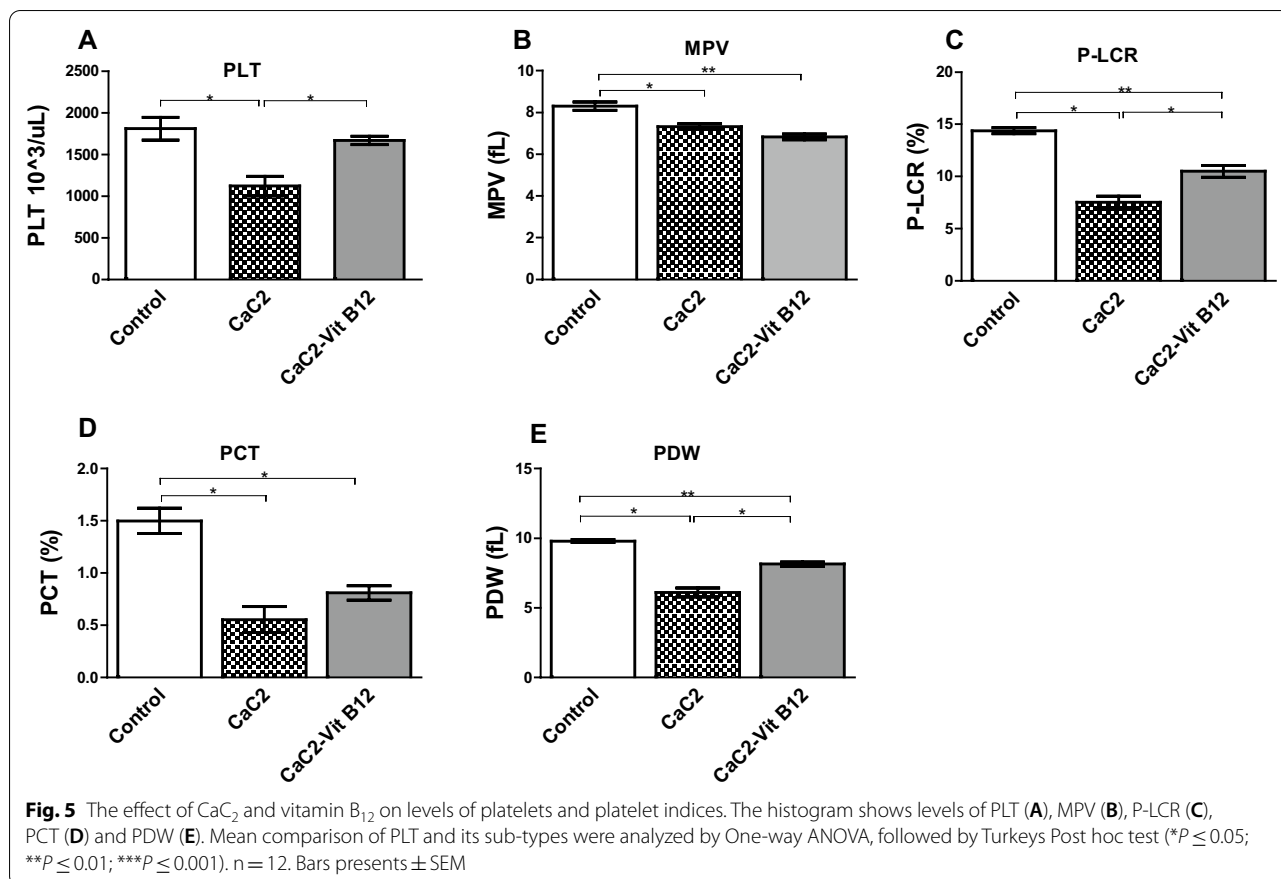 A
PLT
PLT 10^3/uL
2500
2000
1500
1000
500
0
*
*
Control
CaC2
CaC2-Vit B12
B
MPV
MPV (fL)
10
8
6
4
2
0
**
*
Control
CaC2
CaC2-Vit B12
C
P-LCR
P-LCR (%)
20
15
10
5
0
**
*
*
Control
CaC2
CaC2-Vit B12
D
PCT
PCT (%)
2.0
1.5
1.0
0.5
0.0
*
*
Control
CaC2
CaC2-Vit B12
E
PDW
PDW (fL)
15
10
5
0
**
*
*
Control
CaC2
CaC2-Vit B12
Fig. 5 The effect of CaC₂ and vitamin B₁₂ on levels of platelets and platelet indices. The histogram shows levels of PLT (A), MPV (B), P-LCR (C),
PCT (D) and PDW (E). Mean comparison of PLT and its sub-types were analyzed by One-way ANOVA, followed by Turkeys Post hoc test (*P ≤ 0.05;
**P ≤ 0.01; ***P ≤ 0.001). n = 12. Bars presents ± SEM